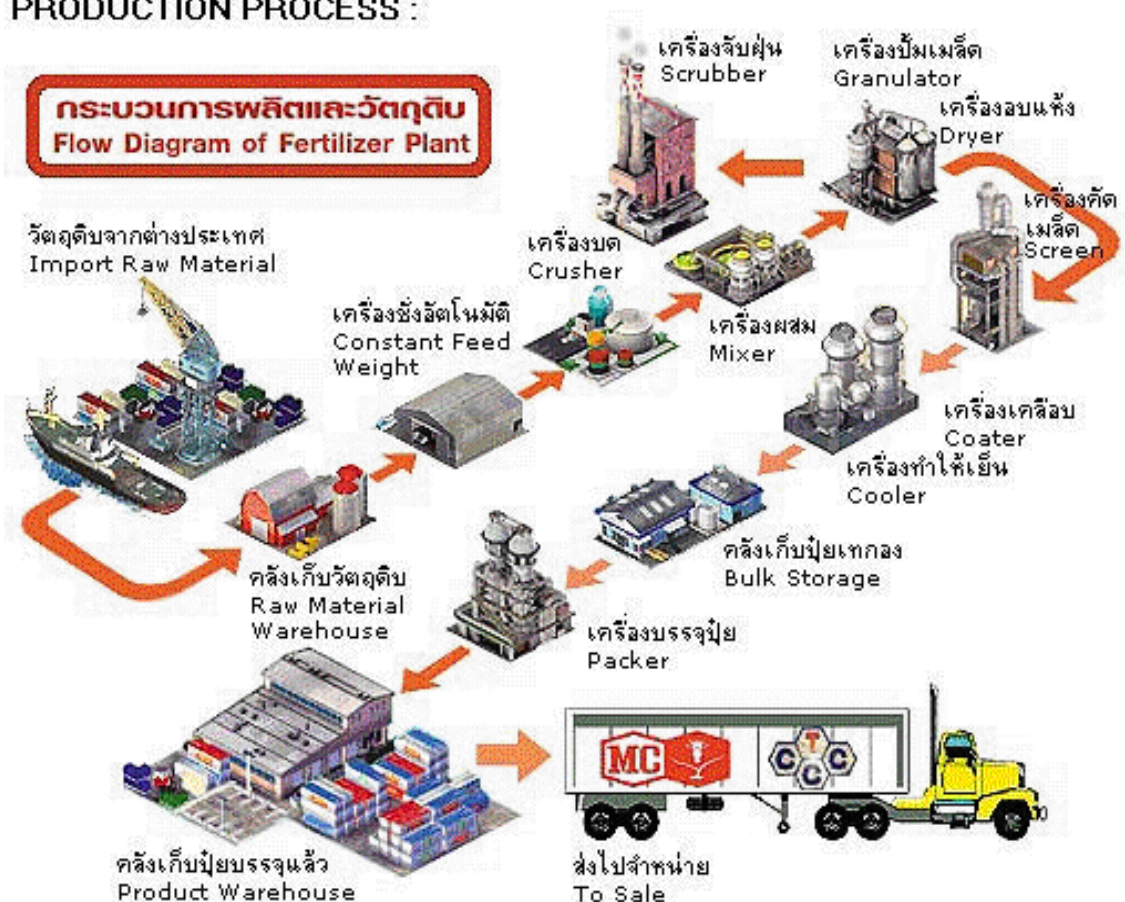 PRODUCTION PROCESS :
กระบวนการผลิตและวัตถุดิบ
Flow Diagram of Fertilizer Plant
เครื่องจับฝุ่น
Scrubber
เครื่องปั้มเมล็ด
Granulator
เครื่องอบแห้ง
Dryer
เครื่องคัด
เมล็ด
Screen
วัตถุดิบจากต่างประเทศ
Import Raw Material
เครื่องบด
Crusher
เครื่องชั่งอัตโนมัติ
Constant Feed
Weight
เครื่องผสม
Mixer
เครื่องเคลือบ
Coater
เครื่องทำให้เย็น
Cooler
คลังเก็บวัตถุดิบ
Raw Material
Warehouse
คลังเก็บปุ๋ยเทกอง
Bulk Storage
เครื่องบรรจุปุ๋ย
Packer
MC
T
C C
C
คลังเก็บปุ๋ยบรรจุแล้ว
Product Warehouse
ส่งไปจำหน่าย
To Sale